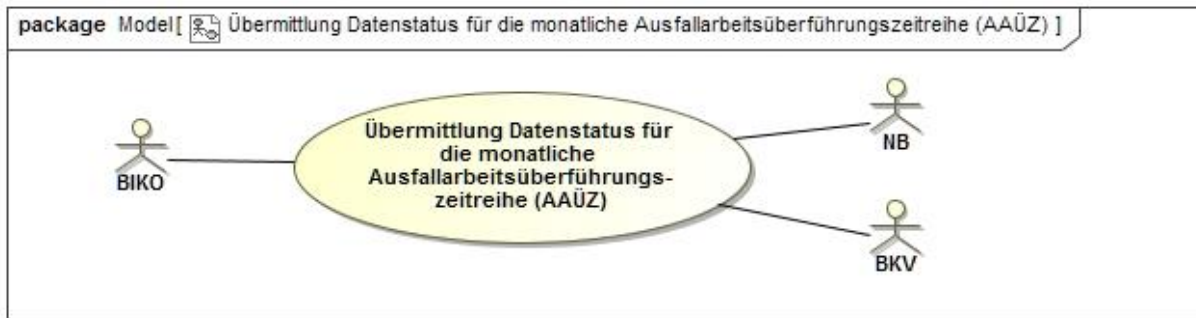 package Model[ Übermittlung Datenstatus für die monatliche Ausfallarbeitsüberführungszeitreihe (AAÜZ) ]
Übermittlung Datenstatus für
die monatliche
Ausfallarbeitsüberführungs-
zeitreihe (AAÜZ)
BIKO
NB
BKV